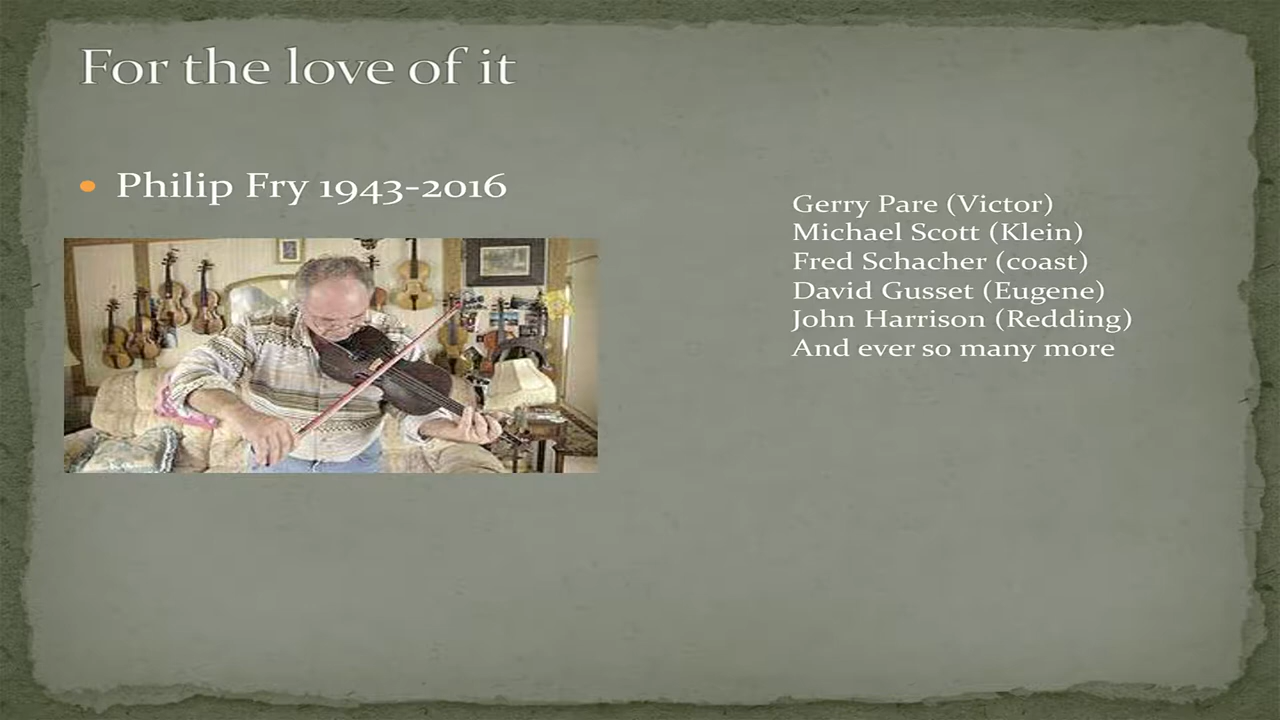 For the love of it
Philip Fry 1943-2016
Gerry Pare (Victor)
Michael Scott (Klein)
Fred Schacher (coast)
David Gusset (Eugene)
John Harrison (Redding)
And ever so many more